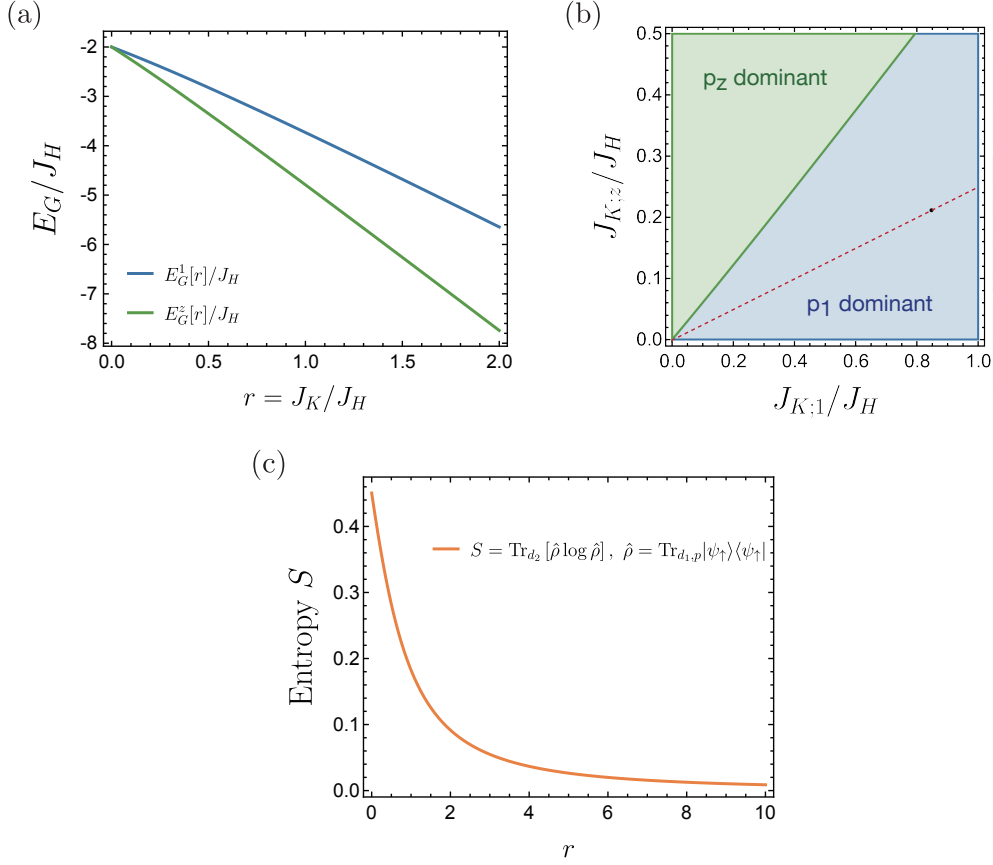 (a)
-2
-3
-4
-5
-6
-7
-8
0.0 0.5 1.0 1.5 2.0
E_G/J_H
r = J_K/J_H
E_G^1[r]/J_H
E_G^z[r]/J_H
(b)
0.5
0.4
0.3
0.2
0.1
0.0
0.0 0.2 0.4 0.6 0.8 1.0
J_{K;z}/J_H
J_{K;1}/J_H
p_z dominant
p_1 dominant
(c)
0.4
0.3
0.2
0.1
0.0
0 2 4 6 8 10
Entropy S
r
S = Tr_{d_2} [ρ̂ log ρ̂] , ρ̂ = Tr_{d_1,p}|ψ_↑⟩⟨ψ_↑|